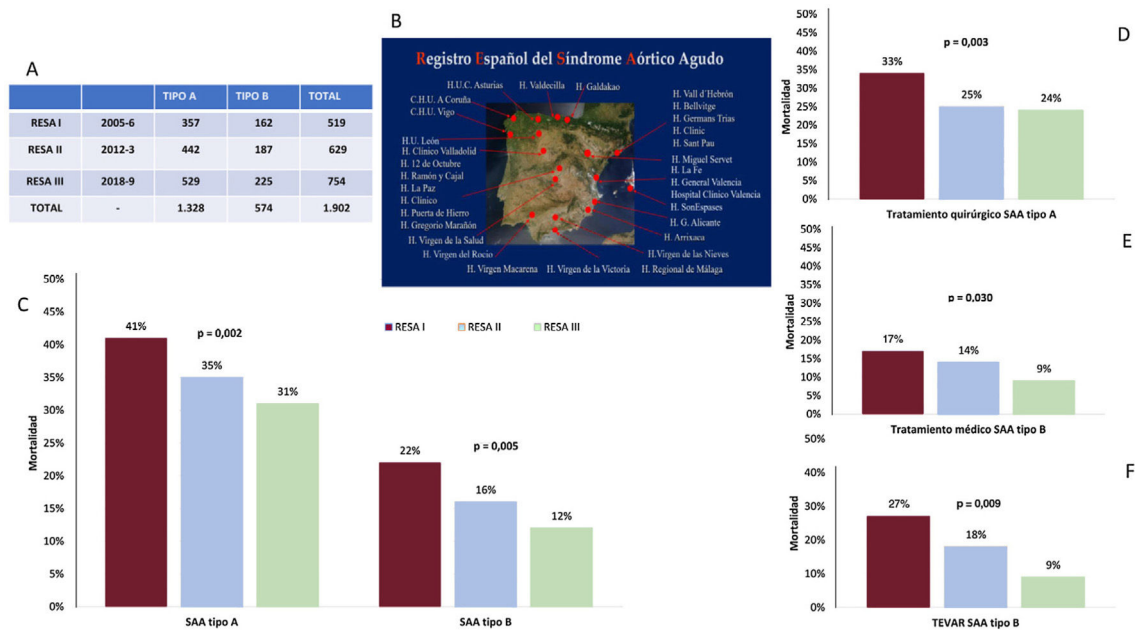 A
TIPO A TIPO B TOTAL
RESA I 2005-6 357 162 519
RESA II 2012-3 442 187 629
RESA III 2018-9 529 225 754
TOTAL - 1.328 574 1.902
B
Registro Español del Síndrome Aórtico Agudo
H.U.C. Asturias
H. Valdecilla
H. Galdakao
C.H.U. A Coruña
C.H.U. Vigo
H.U. León
H. Clínico Valladolid
H. 12 de Octubre
H. Ramón y Cajal
H. La Paz
H. Clínico
H. Puerta de Hierro
H. Gregorio Marañón
H. Virgen de la Salud
H. Virgen del Rocio
H. Virgen Macarena
H. Virgen de la Victoria
H. Regional de Málaga
H. Vall d´Hebrón
H. Bellvitge
H. Germans Trias
H. Clinic
H. Sant Pau
H. Miguel Servet
H. La Fe
H. General Valencia
Hospital Clínico Valencia
H. SonEspases
H. G. Alicante
H. Arrixaca
H.Virgen de las Nieves
RESA I RESA II RESA III
C
Mortalidad
50%
45%
40%
35%
30%
25%
20%
15%
10%
5%
0%
41%
p = 0,002
35%
31%
22%
p = 0,005
16%
12%
SAA tipo A
SAA tipo B
D
Mortalidad
50%
45%
40%
35%
30%
25%
20%
15%
10%
5%
0%
p = 0,003
33%
25%
24%
Tratamiento quirúrgico SAA tipo A
E
Mortalidad
50%
45%
40%
35%
30%
25%
20%
15%
10%
5%
0%
p = 0,030
17%
14%
9%
Tratamiento médico SAA tipo B
F
Mortalidad
50%
40%
30%
20%
10%
0%
27%
p = 0,009
18%
9%
TEVAR SAA tipo B